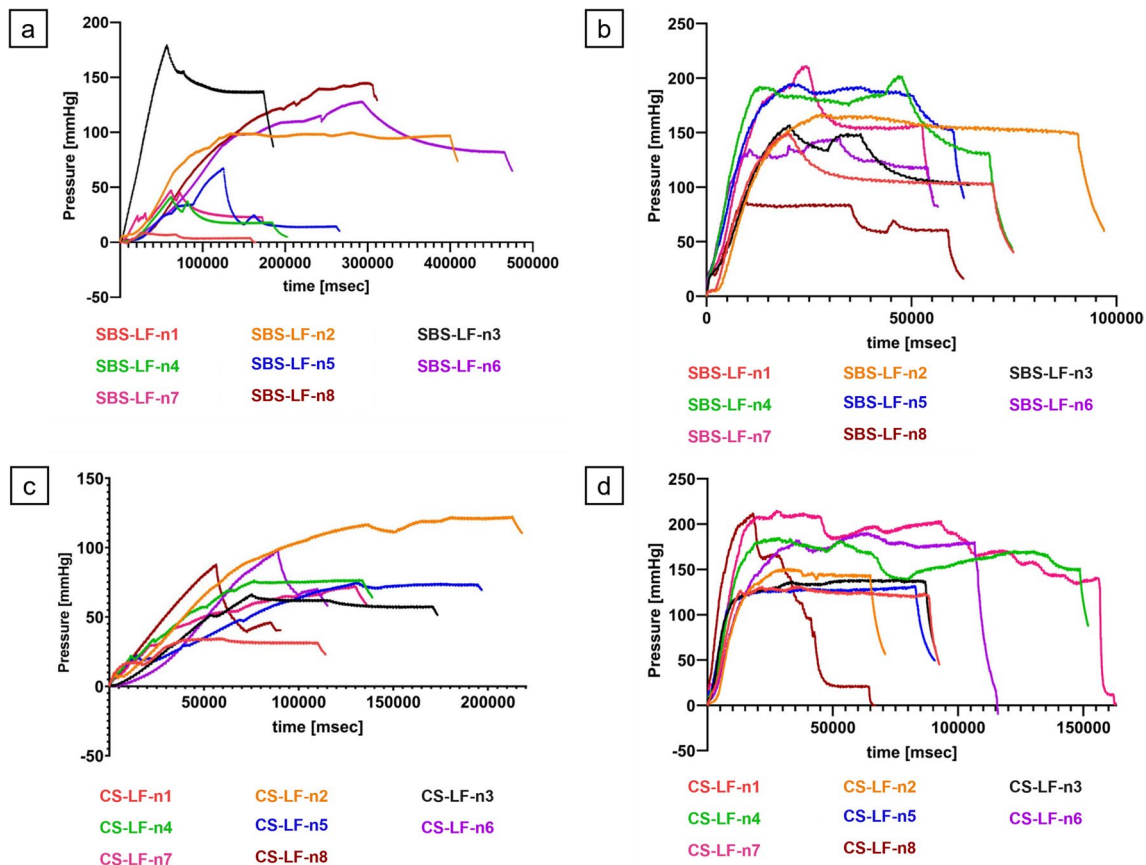 a
200
150
100
50
0
-50
Pressure [mmHg]
100000 200000 300000 400000 500000
time [msec]
SBS-LF-n1 SBS-LF-n2 SBS-LF-n3
SBS-LF-n4 SBS-LF-n5 SBS-LF-n6
SBS-LF-n7 SBS-LF-n8
b
250
200
150
100
50
0
Pressure [mmHg]
0 50000 100000
time [msec]
SBS-LF-n1 SBS-LF-n2 SBS-LF-n3
SBS-LF-n4 SBS-LF-n5 SBS-LF-n6
SBS-LF-n7 SBS-LF-n8
c
150
100
50
0
-50
Pressure [mmHg]
50000 100000 150000 200000
time [msec]
CS-LF-n1 CS-LF-n2 CS-LF-n3
CS-LF-n4 CS-LF-n5 CS-LF-n6
CS-LF-n7 CS-LF-n8
d
250
200
150
100
50
0
-50
Pressure [mmHg]
50000 100000 150000
time [msec]
CS-LF-n1 CS-LF-n2 CS-LF-n3
CS-LF-n4 CS-LF-n5 CS-LF-n6
CS-LF-n7 CS-LF-n8